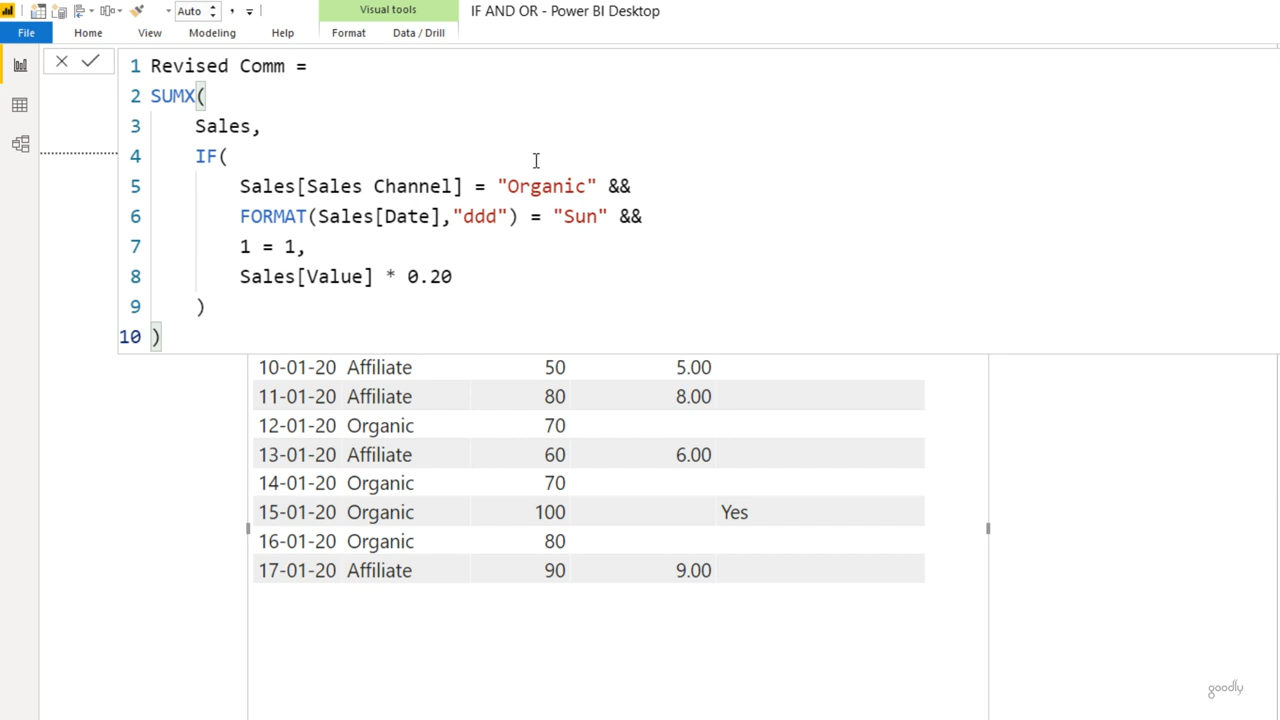 Auto
Visual tools
IF AND OR - Power BI Desktop
File Home View Modeling Help Format Data / Drill
1 Revised Comm =
2 SUMX(
3 Sales,
4 IF(
5 Sales[Sales Channel] = "Organic" &&
6 FORMAT(Sales[Date],"ddd") = "Sun" &&
7 1 = 1,
8 Sales[Value] * 0.20
9 )
10 )
10-01-20 Affiliate 50 5.00
11-01-20 Affiliate 80 8.00
12-01-20 Organic 70
13-01-20 Affiliate 60 6.00
14-01-20 Organic 70
15-01-20 Organic 100 Yes
16-01-20 Organic 80
17-01-20 Affiliate 90 9.00
goodly